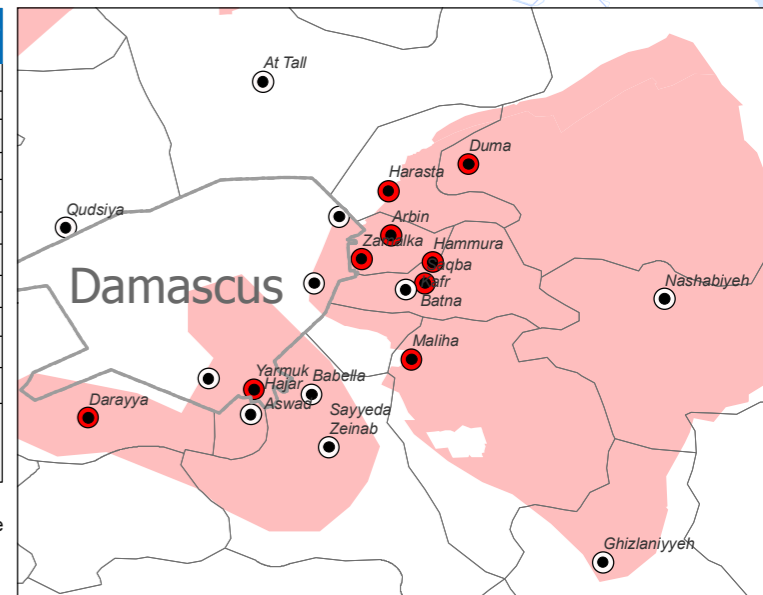 At Tall
Duma
Harasta
Qudsiya
Arbin
Zamalka
Hammura
Saqba
Kafr
Batna
Nashabiyeh
Damascus
Maliha
Yarmuk
Hajar
Aswad
Babella
Darayya
Sayyeda
Zeinab
Ghizlaniyyeh
e